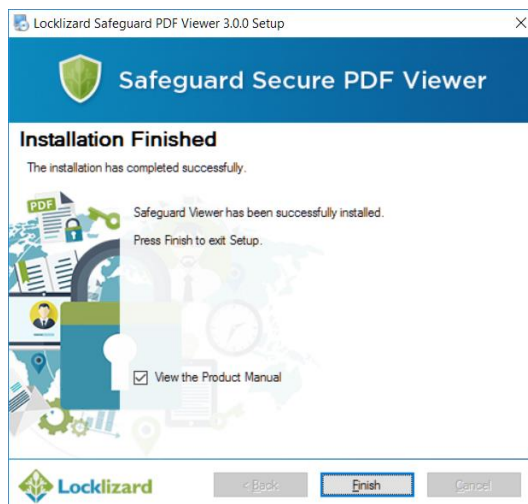 Locklizard Safeguard PDF Viewer 3.0.0 Setup
Safeguard Secure PDF Viewer
Installation Finished
The installation has completed successfully.
PDF
Safeguard Viewer has been successfully installed.
Press Finish to exit Setup.
View the Product Manual
Locklizard
< Back
Finish
Cancel